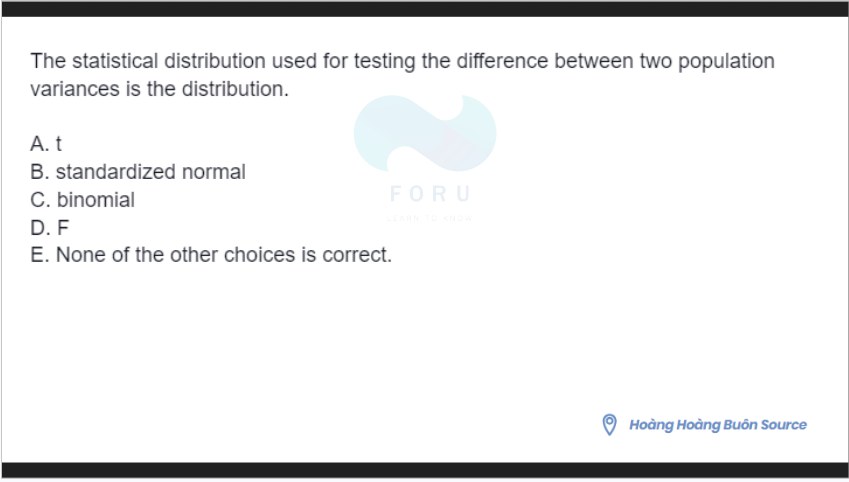 The statistical distribution used for testing the difference between two population
variances is the distribution.
A. t
B. standardized normal
C. binomial
D. F
E. None of the other choices is correct.
FORU
Hoàng Hoàng Buôn Source